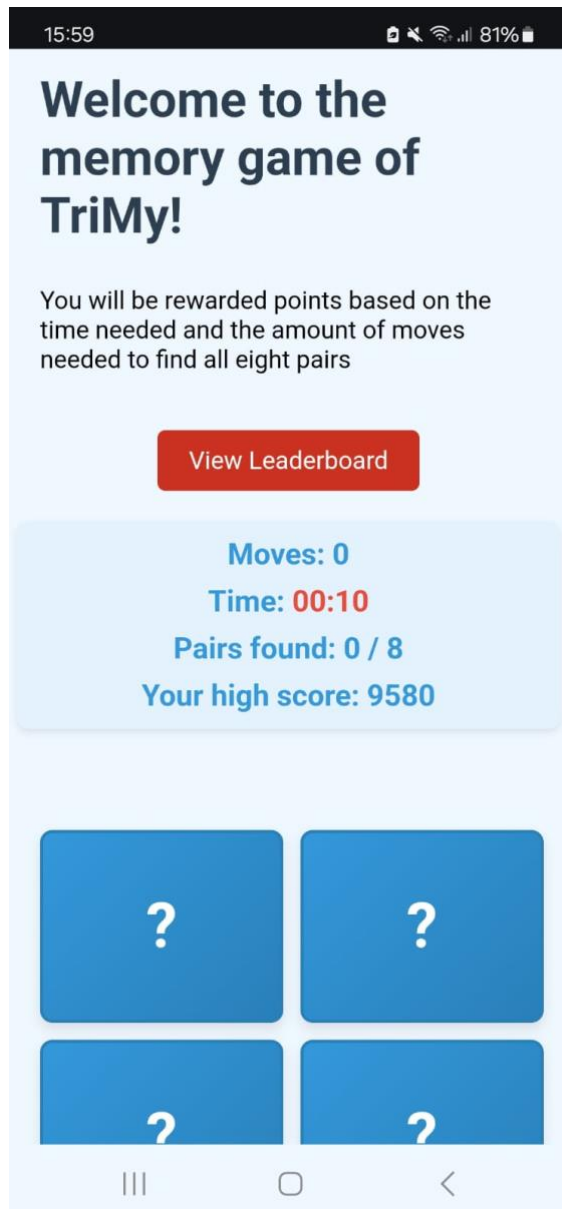 15:59 81%
Welcome to the
memory game of
TriMy!
You will be rewarded points based on the
time needed and the amount of moves
needed to find all eight pairs
View Leaderboard
Moves: 0
Time: 00:10
Pairs found: 0 / 8
Your high score: 9580
? ?
? ?